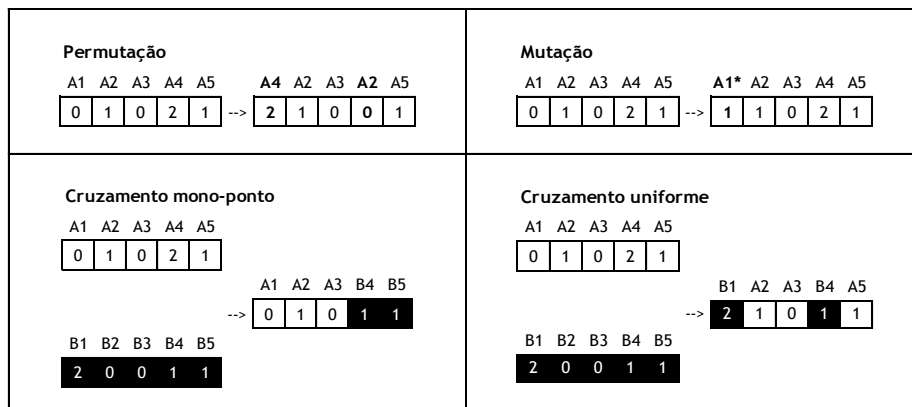 Permutação
A1 A2 A3 A4 A5
0 1 0 2 1
-->
A4 A2 A3 A2 A5
2 1 0 0 1
Mutação
A1 A2 A3 A4 A5
0 1 0 2 1
-->
A1* A2 A3 A4 A5
1 1 0 2 1
Cruzamento mono-ponto
A1 A2 A3 A4 A5
0 1 0 2 1
-->
A1 A2 A3 B4 B5
0 1 0 1 1
B1 B2 B3 B4 B5
2 0 0 1 1
Cruzamento uniforme
A1 A2 A3 A4 A5
0 1 0 2 1
-->
B1 A2 A3 B4 A5
2 1 0 1 1
B1 B2 B3 B4 B5
2 0 0 1 1